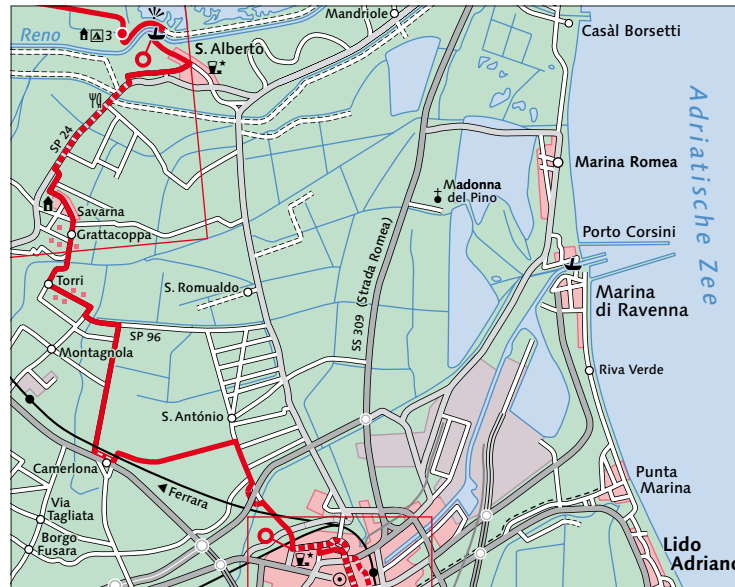 Mandriole
Casàl Borsetti
Reno
3
S. Alberto
SP 24
Adriatische Zee
Marina Romea
Madonna
del Pino
Savarna
Grattacoppa
Porto Corsini
SS 309 (Strada Romea)
Torri
S. Romualdo
Marina
di Ravenna
SP 96
Montagnola
Riva Verde
S. António
Camerlona
Ferrara
Punta
Marina
Via
Tagliata
Borgo
Fusara
Lido
Adriano